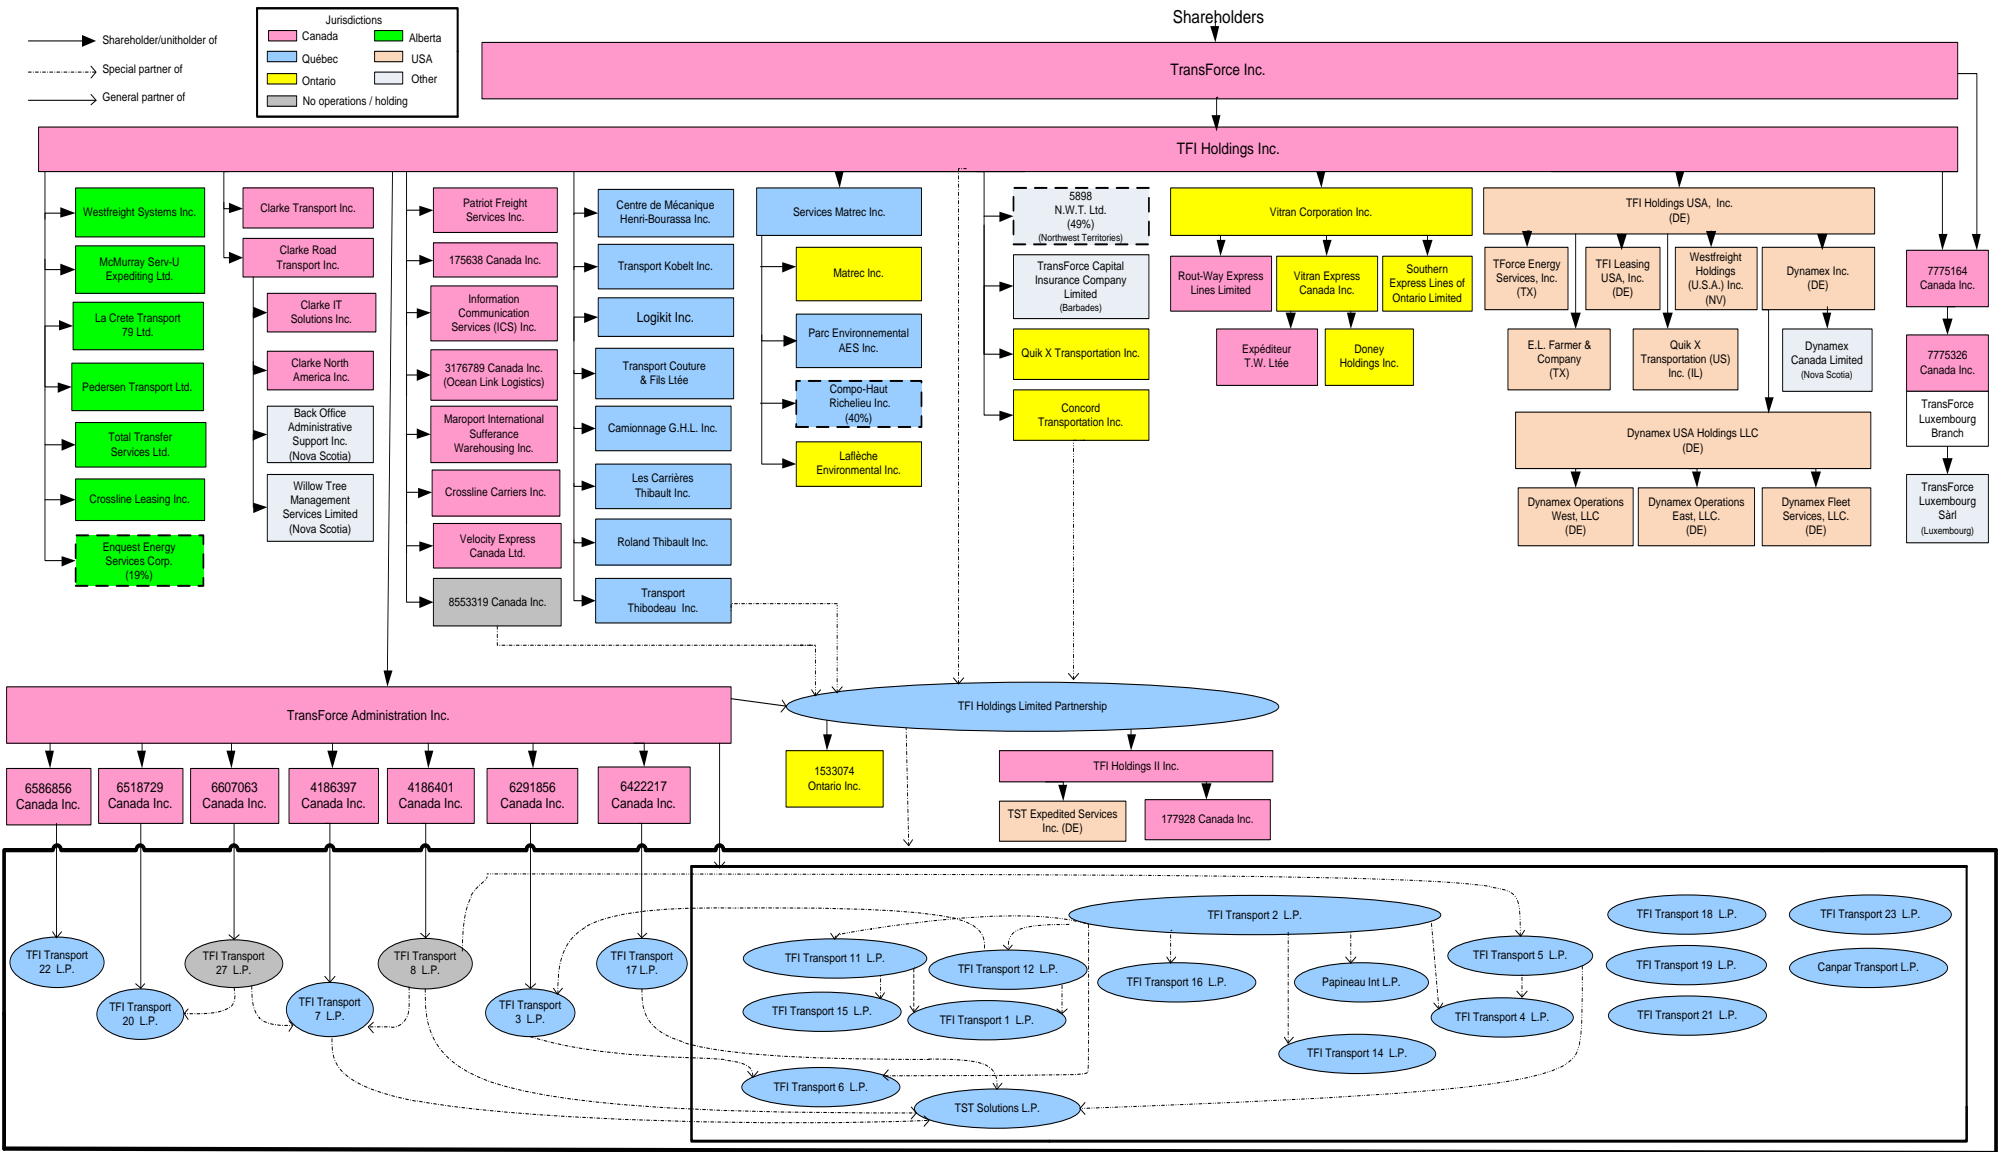 Shareholders
Jurisdictions
Canada
Alberta
Québec
USA
Ontario
Other
No operations / holding
Shareholder/unitholder of
Special partner of
General partner of
TransForce Inc.
TFI Holdings Inc.
Westfreight Systems Inc.
McMurray Serv-U
Expediting Ltd.
La Crete Transport
79 Ltd.
Pedersen Transport Ltd.
Total Transfer
Services Ltd.
Crossline Leasing Inc.
Enquest Energy
Services Corp.
(19%)
Clarke Transport Inc.
Clarke Road
Transport Inc.
Clarke IT
Solutions Inc.
Clarke North
America Inc.
Back Office
Administrative
Support Inc.
(Nova Scotia)
Willow Tree
Management
Services Limited
(Nova Scotia)
Patriot Freight
Services Inc.
175638 Canada Inc.
Information
Communication
Services (ICS) Inc.
3176789 Canada Inc.
(Ocean Link Logistics)
Maroport International
Sufferance
Warehousing Inc.
Crossline Carriers Inc.
Velocity Express
Canada Ltd.
8553319 Canada Inc.
Centre de Mécanique
Henri-Bourassa Inc.
Transport Kobelt Inc.
Logikit Inc.
Transport Couture
& Fils Ltée
Camionnage G.H.L. Inc.
Les Carrières
Thibault Inc.
Roland Thibault Inc.
Transport
Thibodeau Inc.
Services Matrec Inc.
Matrec Inc.
Parc Environnemental
AES Inc.
Compo-Haut
Richelieu Inc.
(40%)
Laflèche
Environmental Inc.
5898
N.W.T. Ltd.
(49%)
(Northwest Territories)
TransForce Capital
Insurance Company
Limited
(Barbades)
Quik X Transportation Inc.
Concord
Transportation Inc.
Vitran Corporation Inc.
Rout-Way Express
Lines Limited
Vitran Express
Canada Inc.
Southern
Express Lines of
Ontario Limited
Expéditeur
T.W. Ltée
Doney
Holdings Inc.
TFI Holdings USA, Inc.
(DE)
TForce Energy
Services, Inc.
(TX)
TFI Leasing
USA, Inc.
(DE)
Westfreight
Holdings
(U.S.A.) Inc.
(NV)
Dynamex Inc.
(DE)
E.L. Farmer &
Company
(TX)
Quik X
Transportation (US)
Inc. (IL)
Dynamex
Canada Limited
(Nova Scotia)
Dynamex USA Holdings LLC
(DE)
Dynamex Operations
West, LLC
(DE)
Dynamex Operations
East, LLC.
(DE)
Dynamex Fleet
Services, LLC.
(DE)
7775164
Canada Inc.
7775326
Canada Inc.
TransForce
Luxembourg
Branch
TransForce
Luxembourg
Sàrl
(Luxembourg)
TransForce Administration Inc.
TFI Holdings Limited Partnership
6586856
Canada Inc.
6518729
Canada Inc.
6607063
Canada Inc.
4186397
Canada Inc.
4186401
Canada Inc.
6291856
Canada Inc.
6422217
Canada Inc.
1533074
Ontario Inc.
TFI Holdings II Inc.
TST Expedited Services
Inc. (DE)
177928 Canada Inc.
TFI Transport
22 L.P.
TFI Transport
20 L.P.
TFI Transport
27 L.P.
TFI Transport
7 L.P.
TFI Transport
8 L.P.
TFI Transport
3 L.P.
TFI Transport
17 L.P.
TFI Transport 2 L.P.
TFI Transport 11 L.P.
TFI Transport 12 L.P.
TFI Transport 15 L.P.
TFI Transport 1 L.P.
TFI Transport 16 L.P.
Papineau Int L.P.
TFI Transport 5 L.P.
TFI Transport 4 L.P.
TFI Transport 14 L.P.
TFI Transport 6 L.P.
TST Solutions L.P.
TFI Transport 18 L.P.
TFI Transport 23 L.P.
TFI Transport 19 L.P.
Canpar Transport L.P.
TFI Transport 21 L.P.